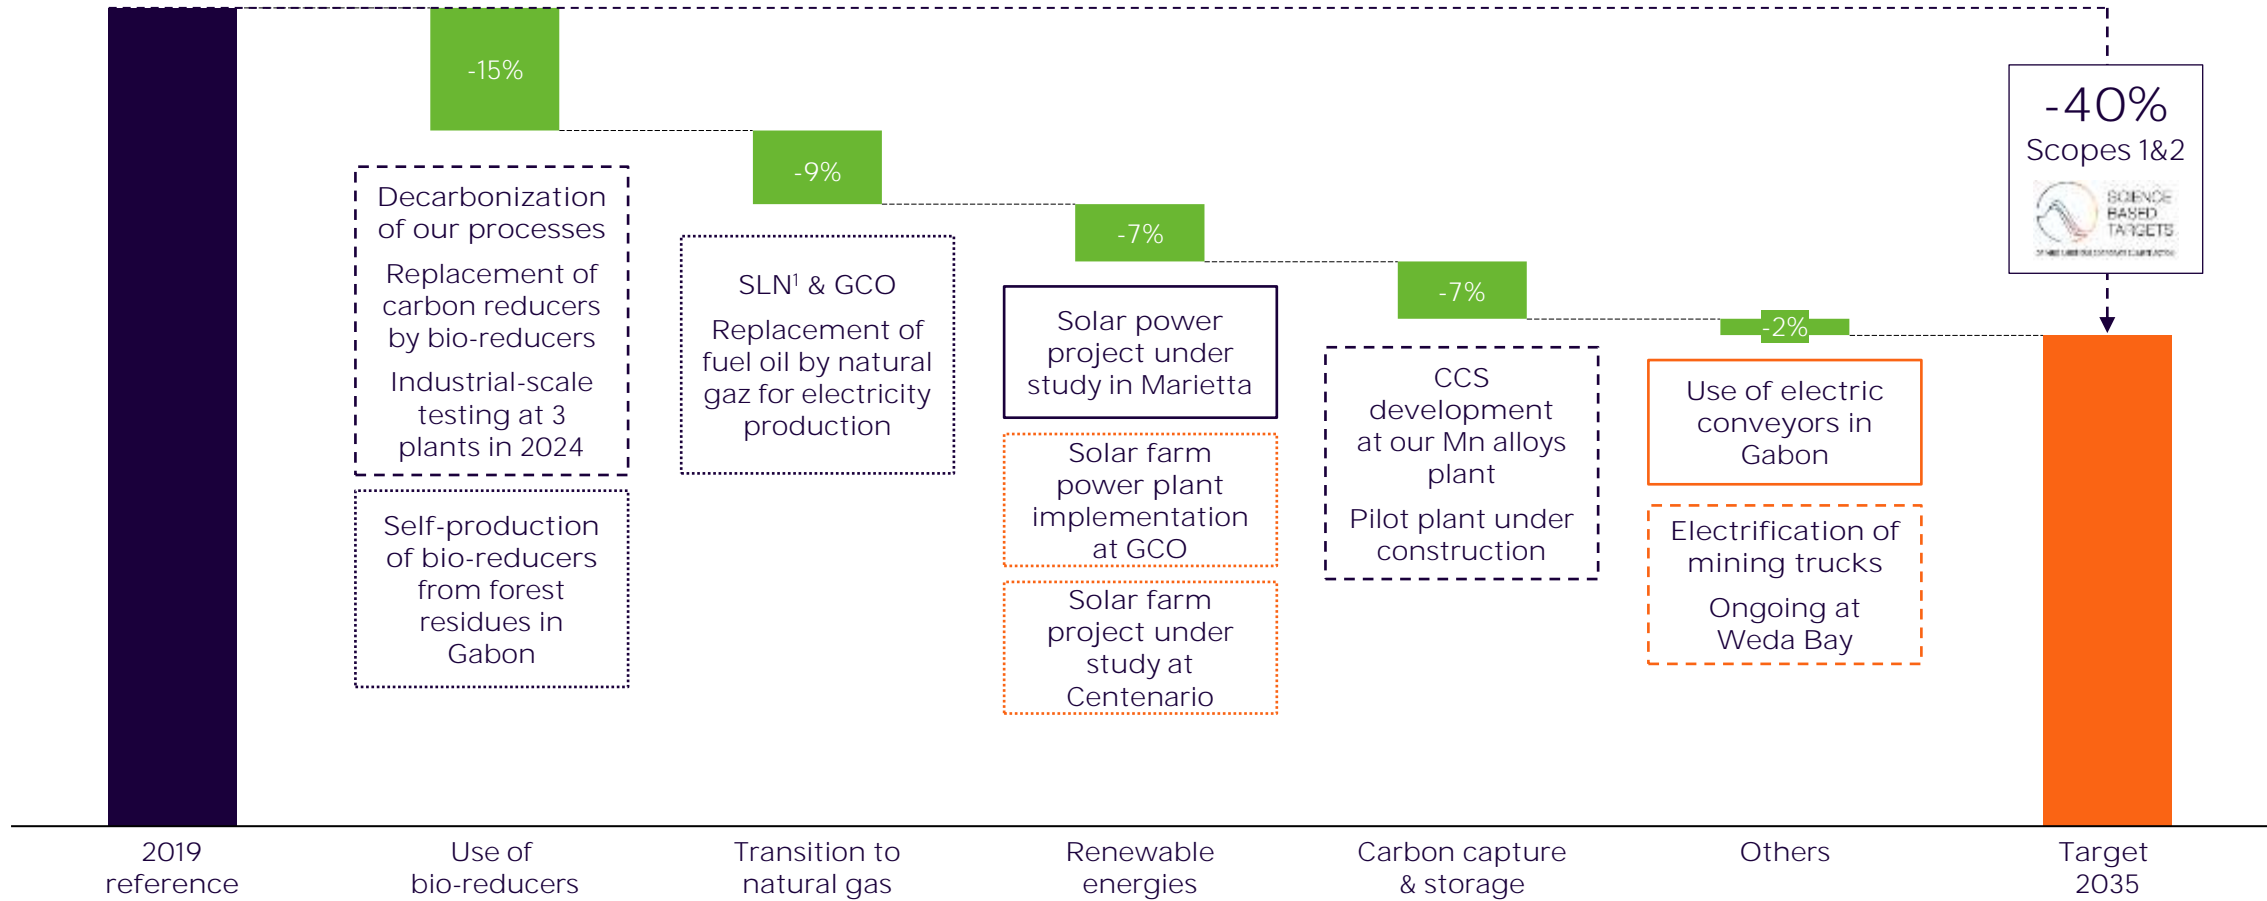 -15%
-9%
-7%
-7%
-2%
-40%
Scopes 1&2
SCIENCE
BASED
TARGETS
Decarbonization
of our processes
Replacement of
carbon reducers
by bio-reducers
Industrial-scale
testing at 3
plants in 2024
Self-production
of bio-reducers
from forest
residues in
Gabon
SLN¹ & GCO
Replacement of
fuel oil by natural
gaz for electricity
production
Solar power
project under
study in Marietta
Solar farm
power plant
implementation
at GCO
Solar farm
project under
study at
Centenario
CCS
development
at our Mn alloys
plant
Pilot plant under
construction
Use of electric
conveyors in
Gabon
Electrification of
mining trucks
Ongoing at
Weda Bay
2019
reference
Use of
bio-reducers
Transition to
natural gas
Renewable
energies
Carbon capture
& storage
Others
Target
2035